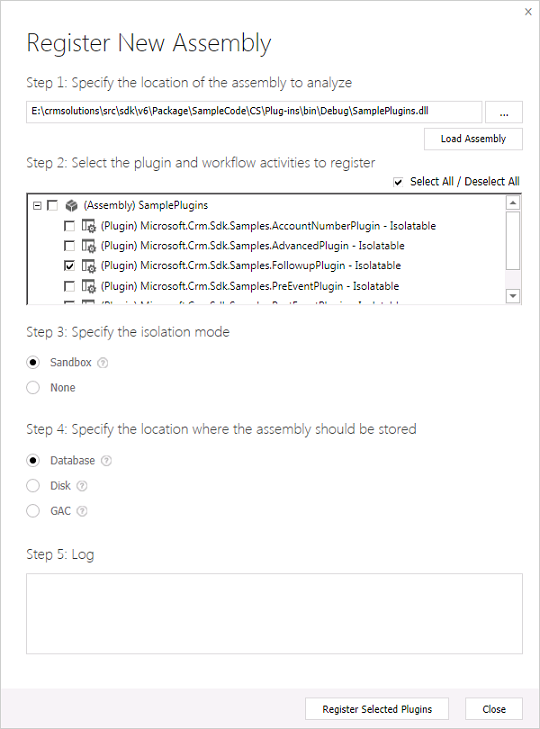 Register New Assembly
Step 1: Specify the location of the assembly to analyze
E:\crmsolutions\src\sdk\v6\Package\SampleCode\CS\Plug-ins\bin\Debug\SamplePlugins.dll
...
Load Assembly
Step 2: Select the plugin and workflow activities to register
Select All / Deselect All
(Assembly) SamplePlugins
(Plugin) Microsoft.Crm.Sdk.Samples.AccountNumberPlugin - Isolatable
(Plugin) Microsoft.Crm.Sdk.Samples.AdvancedPlugin - Isolatable
(Plugin) Microsoft.Crm.Sdk.Samples.FollowupPlugin - Isolatable
(Plugin) Microsoft.Crm.Sdk.Samples.PreEventPlugin - Isolatable
Step 3: Specify the isolation mode
Sandbox ?
None
Step 4: Specify the location where the assembly should be stored
Database ?
Disk ?
GAC ?
Step 5: Log
Register Selected Plugins
Close